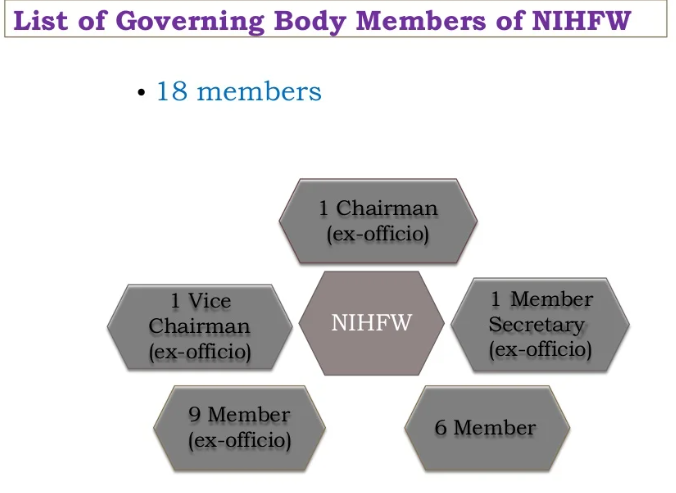 List of Governing Body Members of NIHFW
• 18 members
1 Chairman
(ex-officio)
1 Vice
Chairman
(ex-officio)
NIHFW
1 Member
Secretary
(ex-officio)
9 Member
(ex-officio)
6 Member